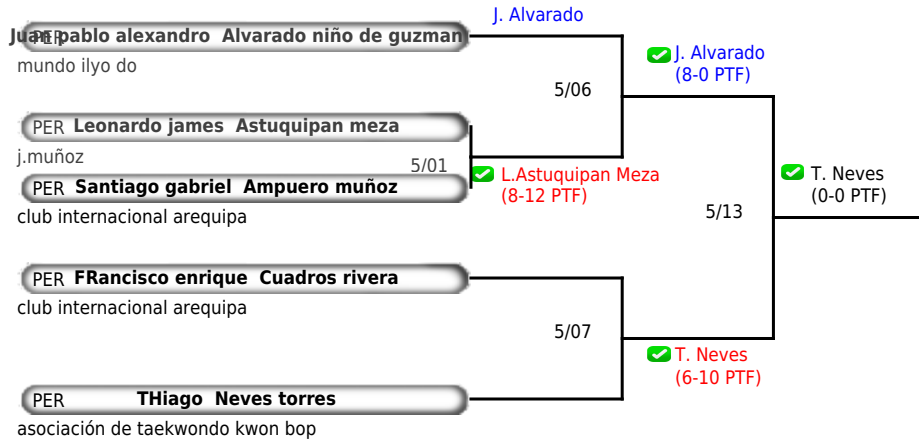 J. Alvarado
PER Juan pablo alexandro Alvarado niño de guzman
mundo ilyo do
J. Alvarado
(8-0 PTF)
5/06
PER Leonardo james Astuquipan meza
j.muñoz
5/01
L.Astuquipan Meza
(8-12 PTF)
PER Santiago gabriel Ampuero muñoz
club internacional arequipa
T. Neves
(0-0 PTF)
5/13
PER FRancisco enrique Cuadros rivera
club internacional arequipa
5/07
T. Neves
(6-10 PTF)
PER THiago Neves torres
asociación de taekwondo kwon bop